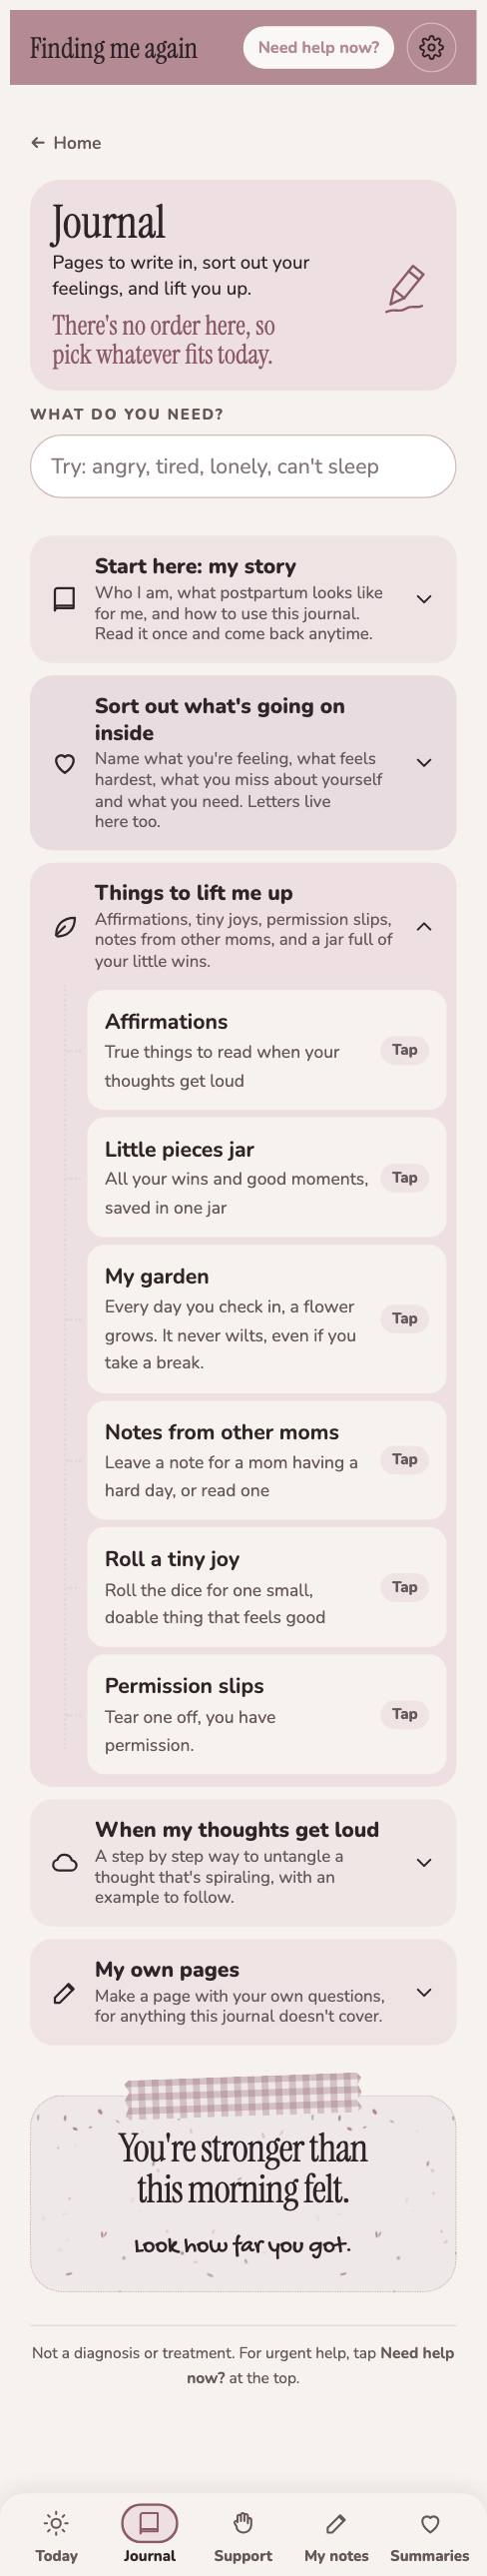 Finding me again
Need help now?
← Home
Journal
Pages to write in, sort out your
feelings, and lift you up.
There's no order here, so
pick whatever fits today.
WHAT DO YOU NEED?
Try: angry, tired, lonely, can't sleep
Start here: my story
Who I am, what postpartum looks like
for me, and how to use this journal.
Read it once and come back anytime.
Sort out what's going on
inside
Name what you're feeling, what feels
hardest, what you miss about yourself
and what you need. Letters live
here too.
Things to lift me up
Affirmations, tiny joys, permission slips,
notes from other moms, and a jar full of
your little wins.
Affirmations
True things to read when your
thoughts get loud
Tap
Little pieces jar
All your wins and good moments,
saved in one jar
Tap
My garden
Every day you check in, a flower
grows. It never wilts, even if you
take a break.
Tap
Notes from other moms
Leave a note for a mom having a
hard day, or read one
Tap
Roll a tiny joy
Roll the dice for one small,
doable thing that feels good
Tap
Permission slips
Tear one off, you have
permission.
Tap
When my thoughts get loud
A step by step way to untangle a
thought that's spiraling, with an
example to follow.
My own pages
Make a page with your own questions,
for anything this journal doesn't cover.
You're stronger than
this morning felt.
Look how far you got.
Not a diagnosis or treatment. For urgent help, tap Need help
now? at the top.
Today
Journal
Support
My notes
Summaries